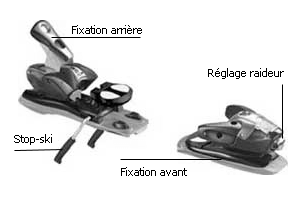 Fixation arrière
Réglage raideur
Stop-ski
Fixation avant